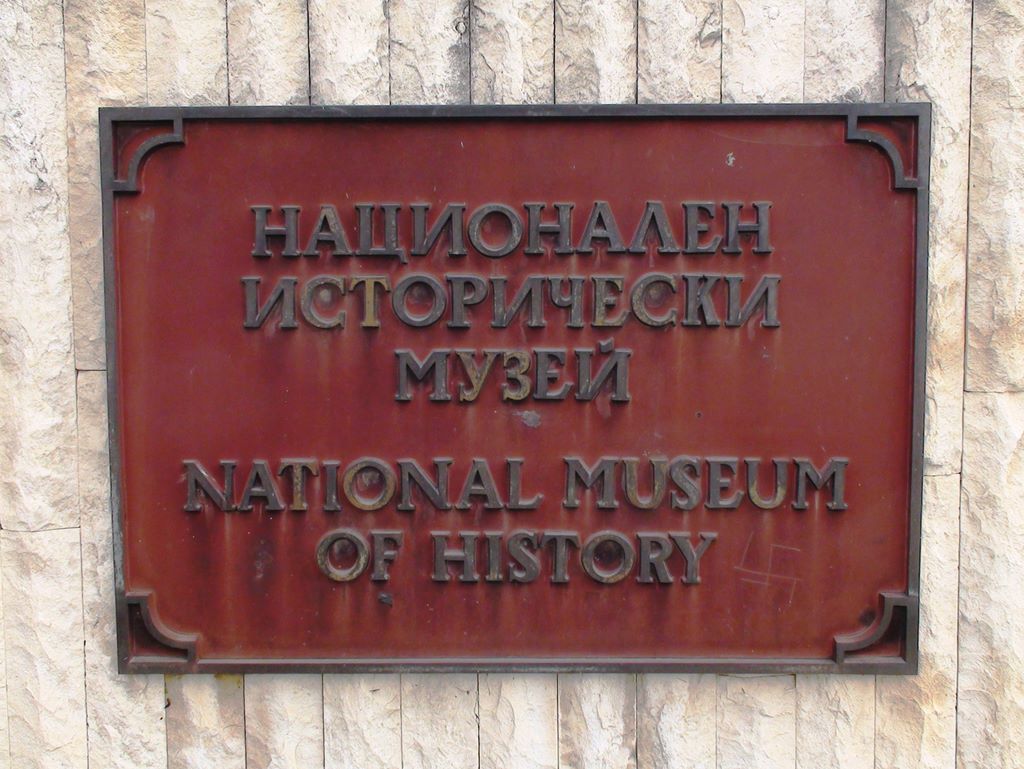 НАЦИОНАЛЕН
ИСТОРИЧЕСКИ
МУЗЕЙ
NATIONAL MUSEUM
OF HISTORY